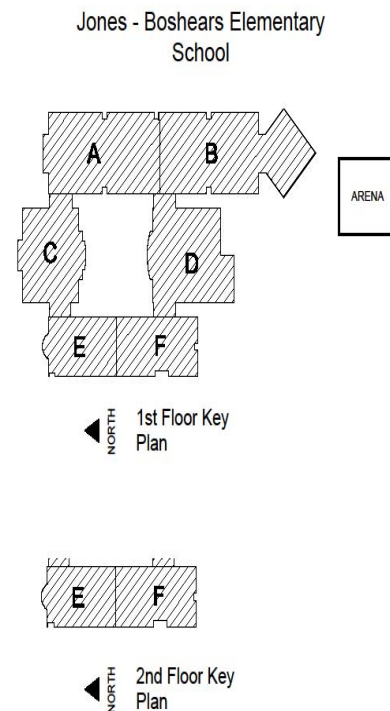 Jones - Boshears Elementary
School
A
B
ARENA
C
D
E
F
NORTH
1st Floor Key
Plan
E
F
NORTH
2nd Floor Key
Plan